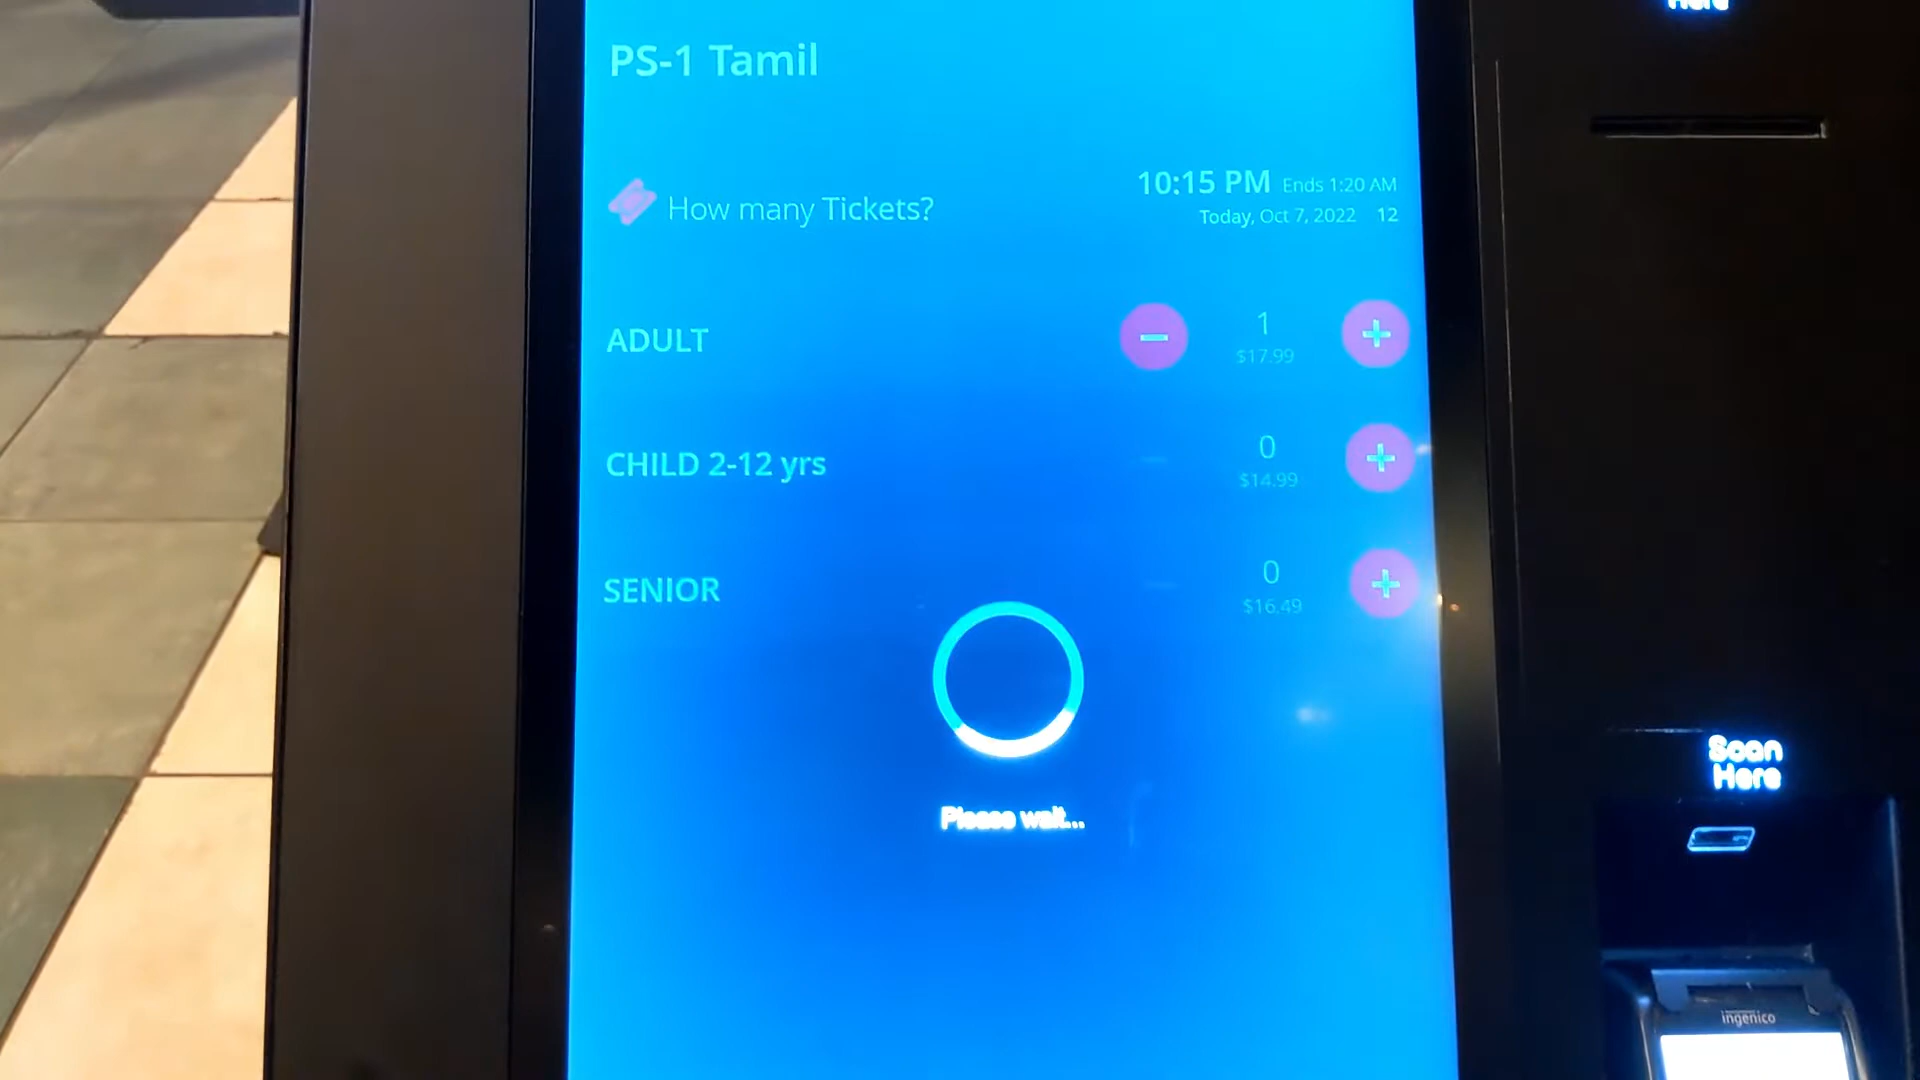 Here
PS-1 Tamil
How many Tickets?
10:15 PM Ends 1:20 AM
Today, Oct 7, 2022 12
ADULT
1
$17.99
CHILD 2-12 yrs
0
$14.99
SENIOR
0
$16.49
Please wait...
Scan
Here
ingenico